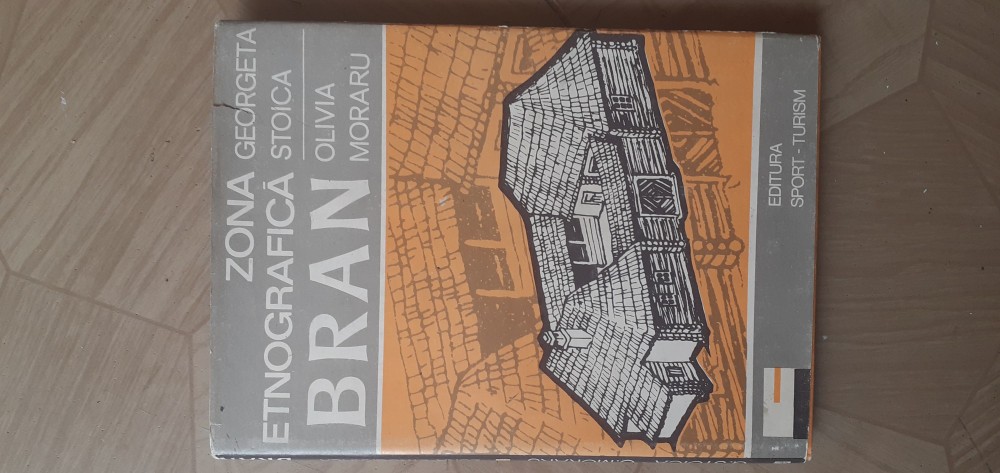 ZONA
ETNOGRAFICĂ
BRAN
GEORGETA
STOICA
OLIVIA
MORARU
EDITURA
SPORT - TURISM